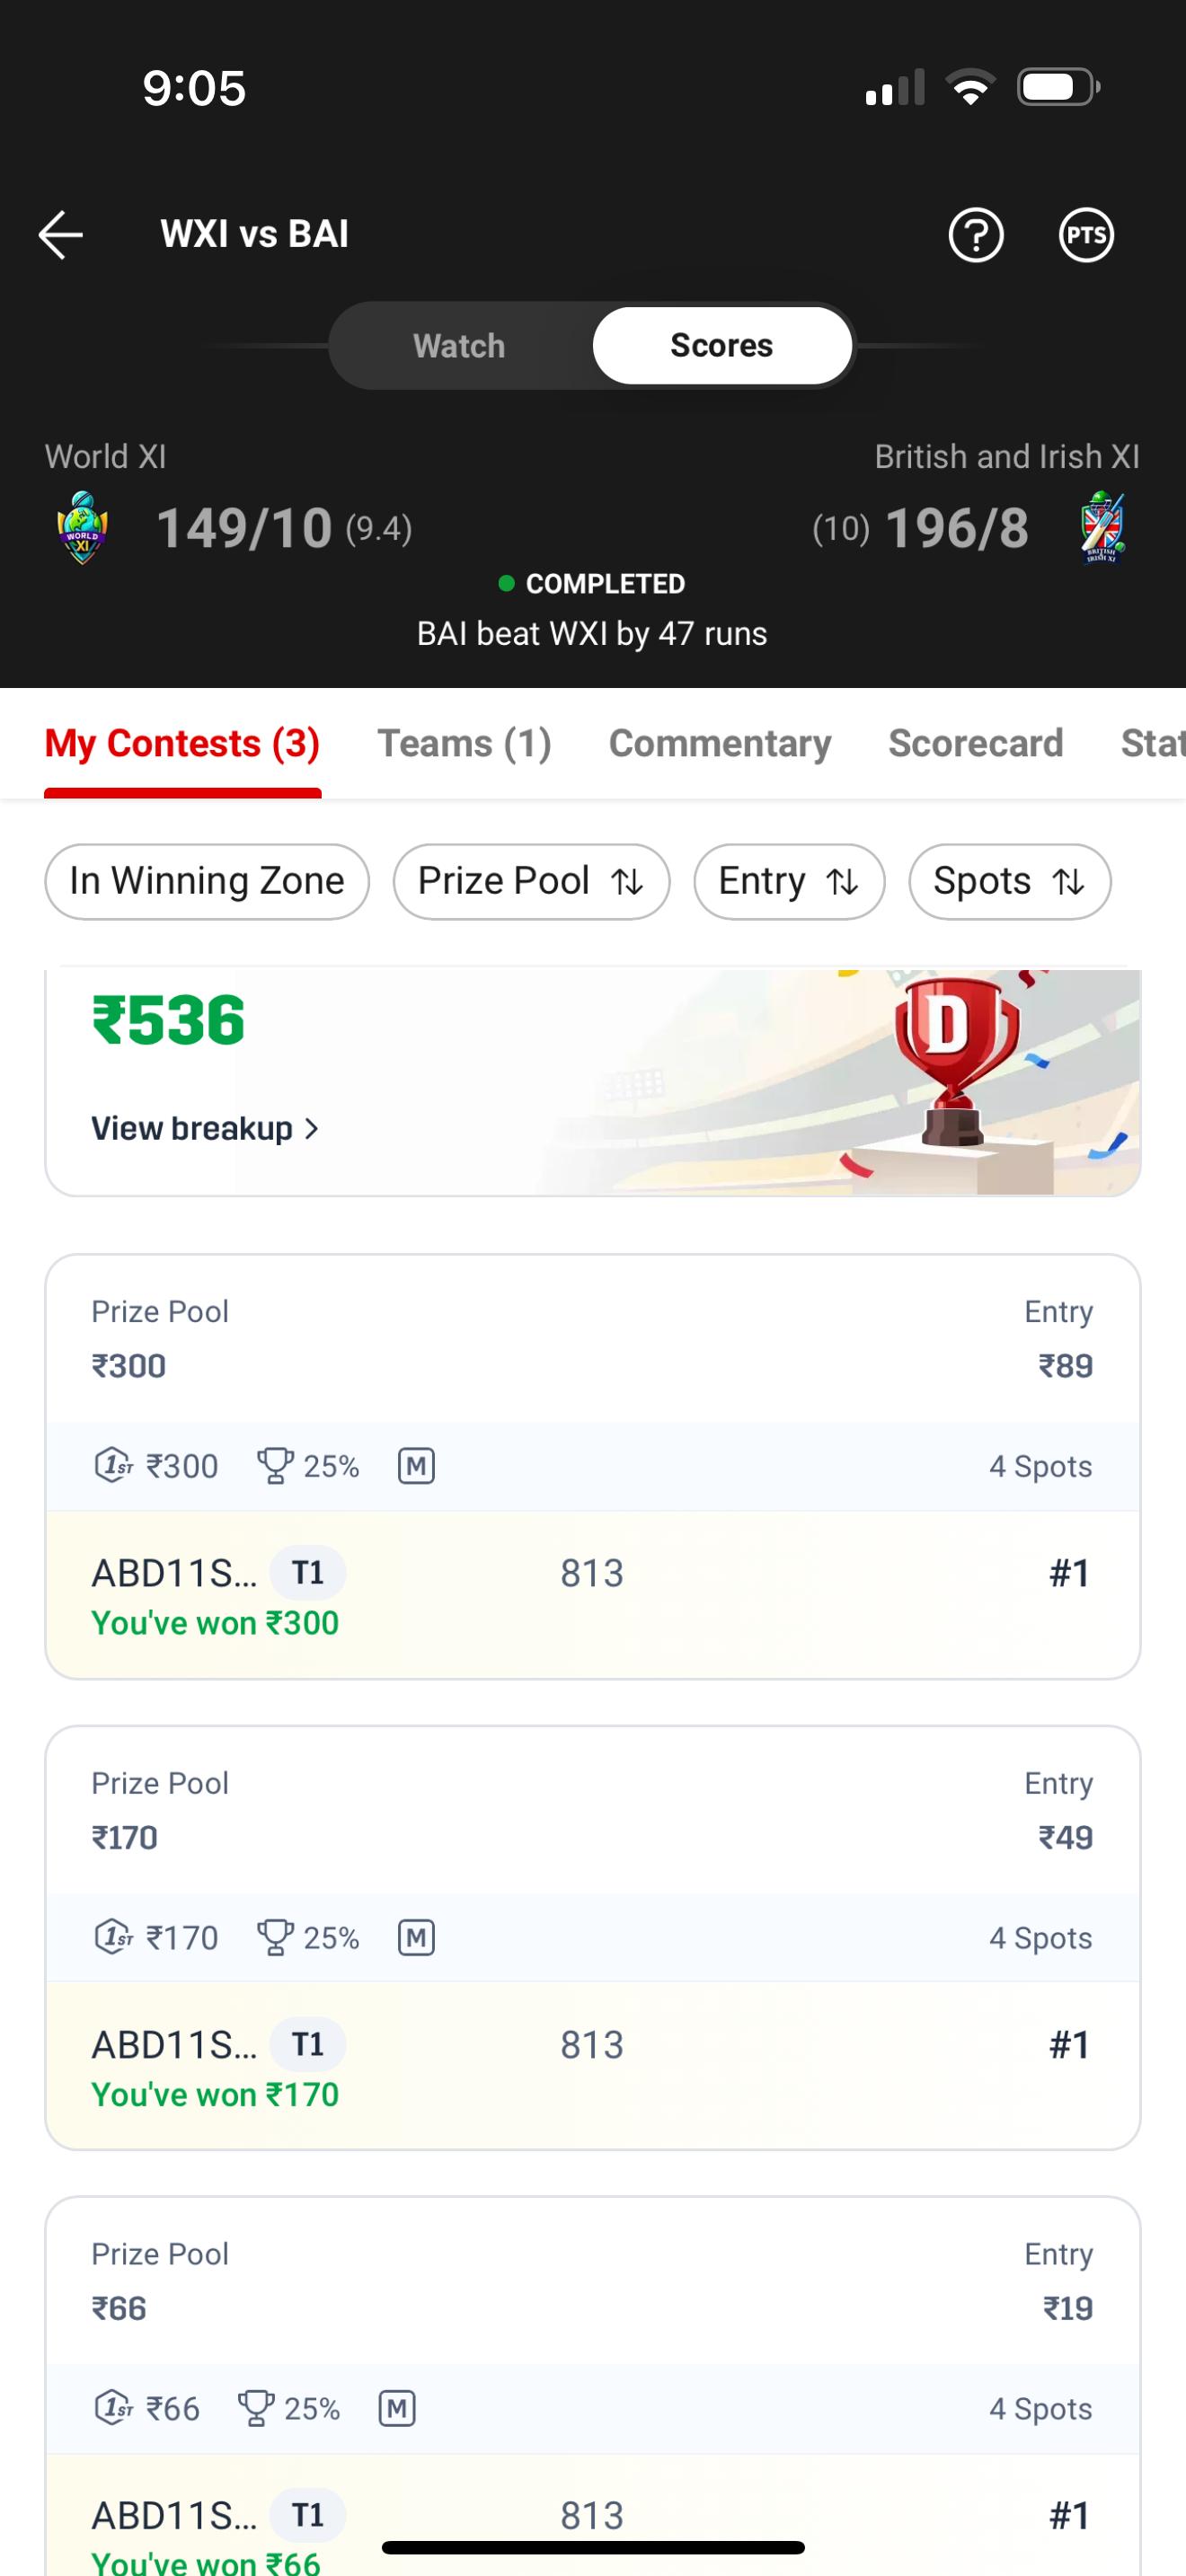 9:05
WXI vs BAI
PTS
Watch
Scores
World XI
British and Irish XI
WORLD
XI
149/10 (9.4)
(10) 196/8
BRITISH
IRISH XI
COMPLETED
BAI beat WXI by 47 runs
My Contests (3)
Teams (1)
Commentary
Scorecard
Stat
In Winning Zone
Prize Pool
Entry
Spots
₹536
D
View breakup
Prize Pool
Entry
₹300
₹89
1ST ₹300
25%
M
4 Spots
ABD11S... T1
813
#1
You've won ₹300
Prize Pool
Entry
₹170
₹49
1ST ₹170
25%
M
4 Spots
ABD11S... T1
813
#1
You've won ₹170
Prize Pool
Entry
₹66
₹19
1ST ₹66
25%
M
4 Spots
ABD11S... T1
813
#1
You've won ₹66